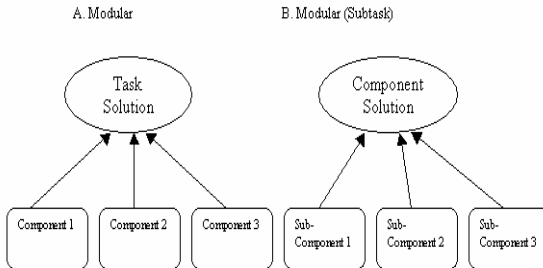 A. Modular
B. Modular (Subtask)
Task
Solution
Component
Solution
Component 1
Component 2
Component 3
Sub-
Component 1
Sub-
Component 2
Sub-
Component 3